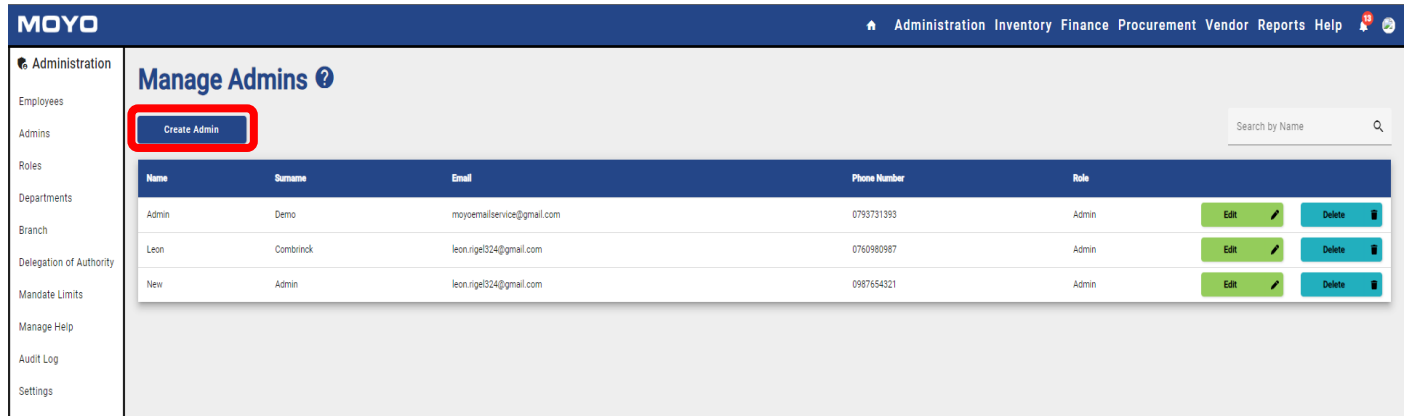 MOYO
Administration Inventory Finance Procurement Vendor Reports Help 13
Administration
Employees
Admins
Roles
Departments
Branch
Delegation of Authority
Mandate Limits
Manage Help
Audit Log
Settings
Manage Admins ?
Create Admin
Search by Name
Name Surname Email Phone Number Role
Admin Demo moyoemailservice@gmail.com 0793731393 Admin Edit Delete
Leon Combrinck leon.rigel324@gmail.com 0760980987 Admin Edit Delete
New Admin leon.rigel324@gmail.com 0987654321 Admin Edit Delete